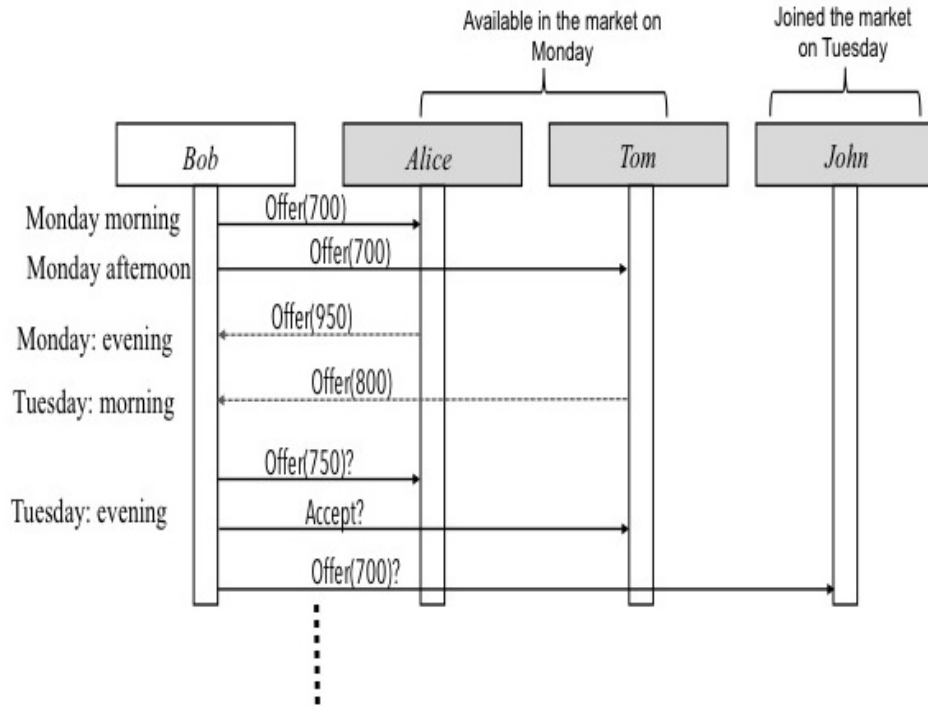 Available in the market on
Monday
Joined the market
on Tuesday
Bob
Alice
Tom
John
Monday morning
Offer(700)
Monday afternoon
Offer(700)
Monday: evening
Offer(950)
Tuesday: morning
Offer(800)
Offer(750)?
Tuesday: evening
Accept?
Offer(700)?